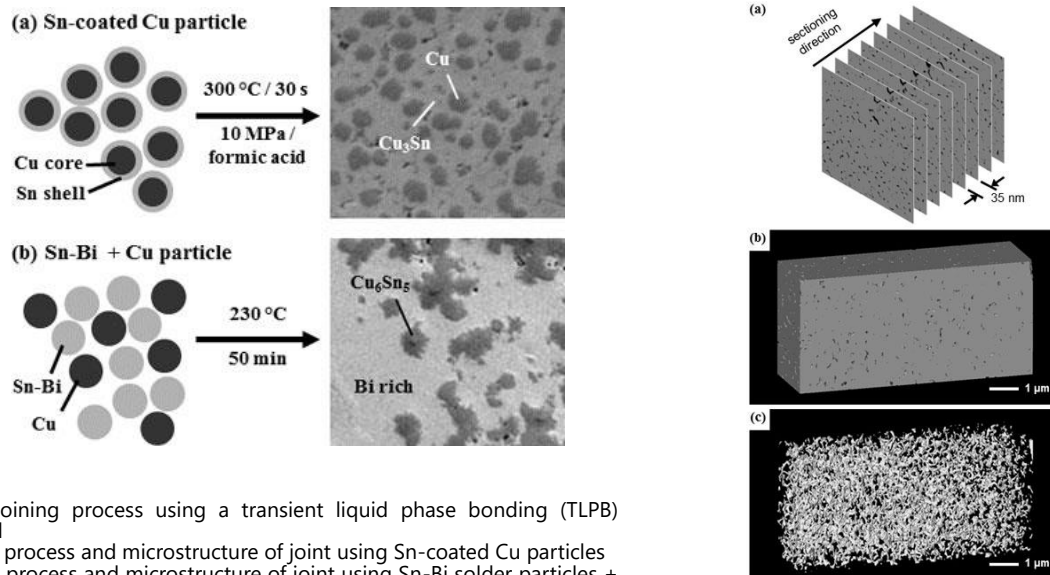 (a) Sn-coated Cu particle
300 °C / 30 s
10 MPa /
formic acid
Cu core
Sn shell
Cu
Cu₃Sn
(b) Sn-Bi + Cu particle
230 °C
50 min
Sn-Bi
Cu
Cu₆Sn₅
Bi rich
oining process using a transient liquid phase bonding (TLPB)
process and microstructure of joint using Sn-coated Cu particles
process and microstructure of joint using Sn-Bi solder particles +
(a)
sectioning
direction
35 nm
(b)
1 μm
(c)
1 μm